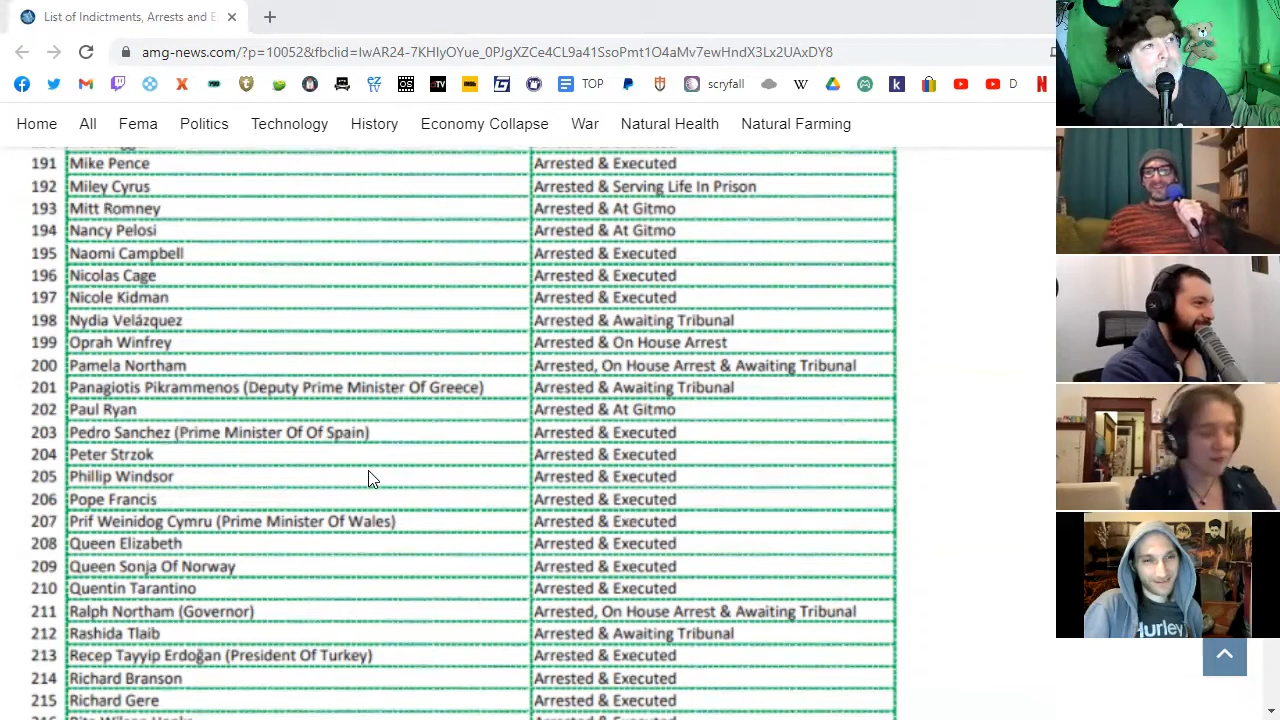 List of Indictments, Arrests and E
amg-news.com/?p=10052&fbclid=IwAR24-7KHIyOYue_0PJgXZCe4CL9a41SsoPmt1O4aMv7ewHndX3Lx2UAxDY8
TOP
scryfall
D
Home All Fema Politics Technology History Economy Collapse War Natural Health Natural Farming
191 Mike Pence Arrested & Executed
192 Miley Cyrus Arrested & Serving Life In Prison
193 Mitt Romney Arrested & At Gitmo
194 Nancy Pelosi Arrested & At Gitmo
195 Naomi Campbell Arrested & Executed
196 Nicolas Cage Arrested & Executed
197 Nicole Kidman Arrested & Executed
198 Nydia Velázquez Arrested & Awaiting Tribunal
199 Oprah Winfrey Arrested & On House Arrest
200 Pamela Northam Arrested, On House Arrest & Awaiting Tribunal
201 Panagiotis Pikrammenos (Deputy Prime Minister Of Greece) Arrested & Awaiting Tribunal
202 Paul Ryan Arrested & At Gitmo
203 Pedro Sanchez (Prime Minister Of Of Spain) Arrested & Executed
204 Peter Strzok Arrested & Executed
205 Phillip Windsor Arrested & Executed
206 Pope Francis Arrested & Executed
207 Prif Weinidog Cymru (Prime Minister Of Wales) Arrested & Executed
208 Queen Elizabeth Arrested & Executed
209 Queen Sonja Of Norway Arrested & Executed
210 Quentin Tarantino Arrested & Executed
211 Ralph Northam (Governor) Arrested, On House Arrest & Awaiting Tribunal
212 Rashida Tlaib Arrested & Awaiting Tribunal
213 Recep Tayyip Erdoğan (President Of Turkey) Arrested & Executed
214 Richard Branson Arrested & Executed
215 Richard Gere Arrested & Executed
Hurley